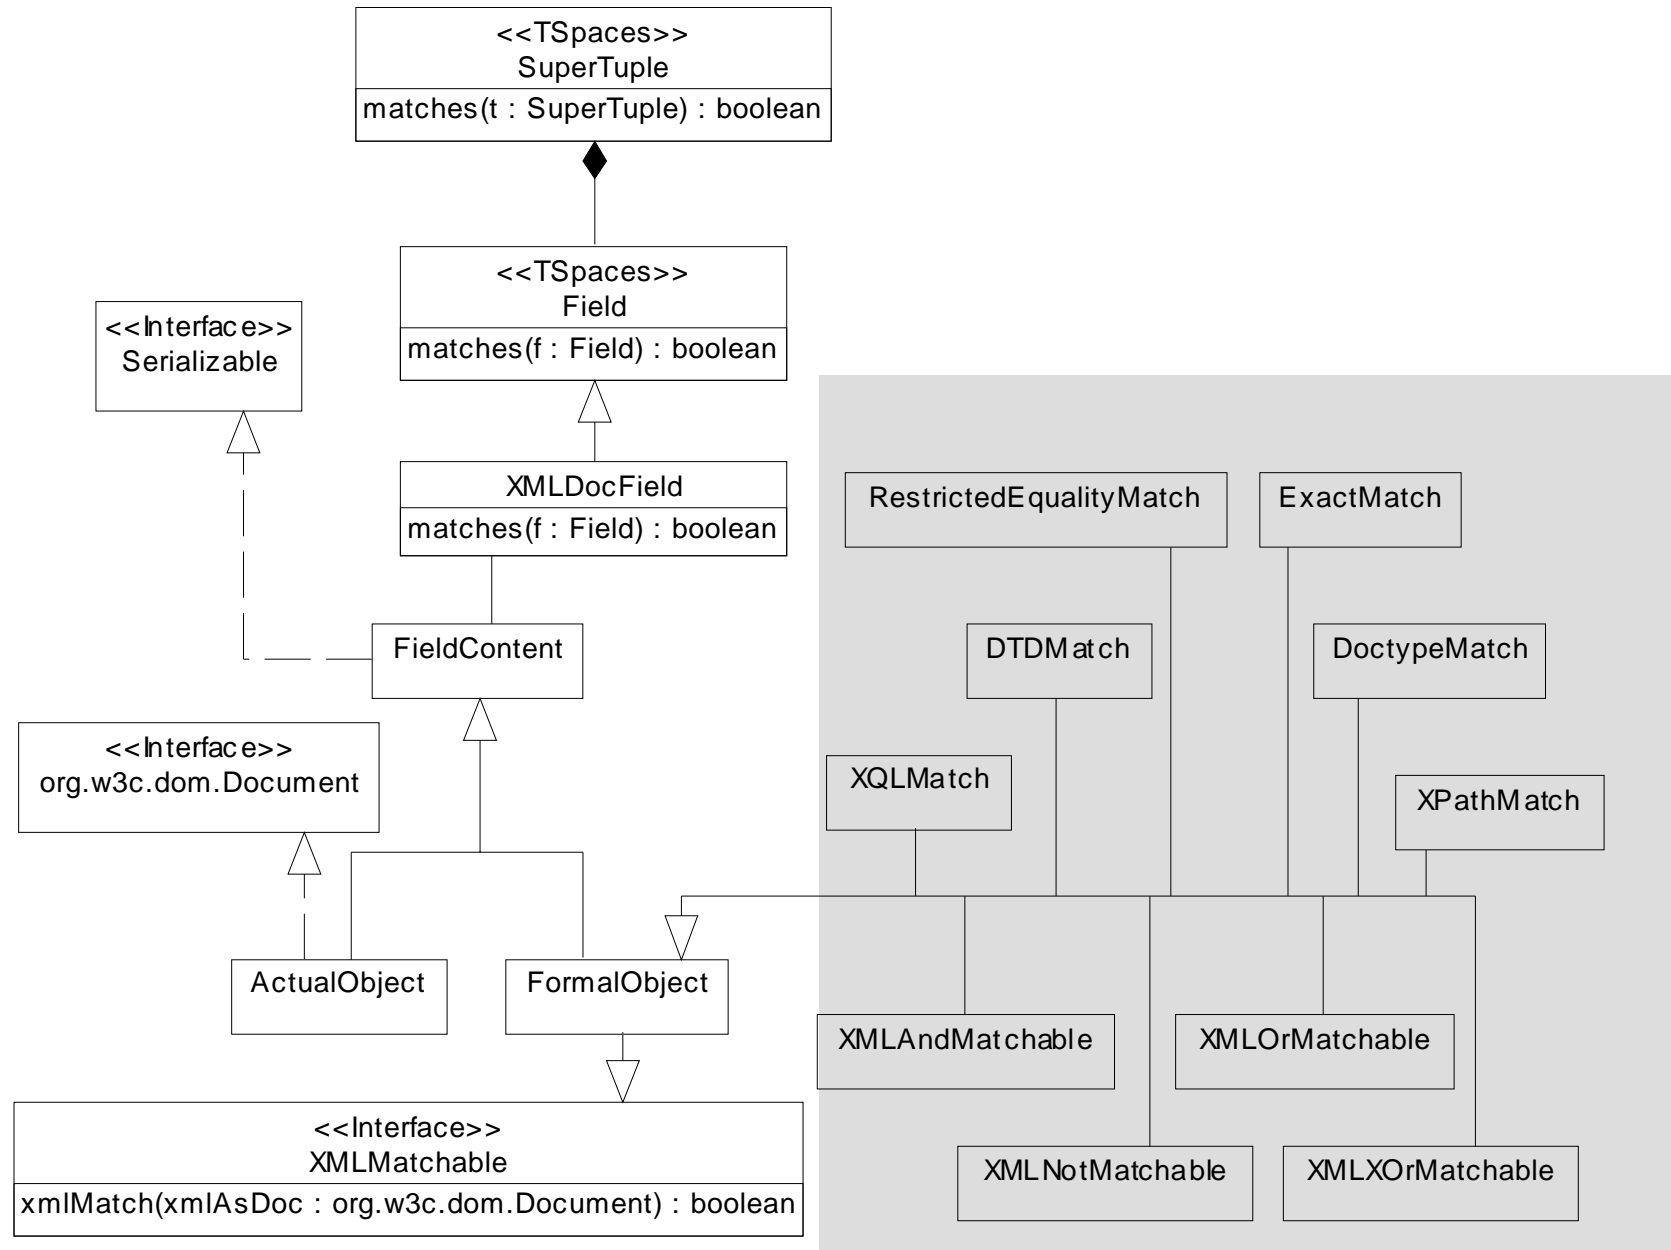 <<TSpaces>>
SuperTuple
matches(t : SuperTuple) : boolean
<<TSpaces>>
Field
matches(f : Field) : boolean
<<Interface>>
Serializable
XMLDocField
matches(f : Field) : boolean
RestrictedEqualityMatch
ExactMatch
FieldContent
DTDMatch
DoctypeMatch
<<Interface>>
org.w3c.dom.Document
XQLMatch
XPathMatch
ActualObject
FormalObject
XMLAndMatchable
XMLOrMatchable
<<Interface>>
XMLMatchable
xmlMatch(xmlAsDoc : org.w3c.dom.Document) : boolean
XMLNotMatchable
XMLXOrMatchable